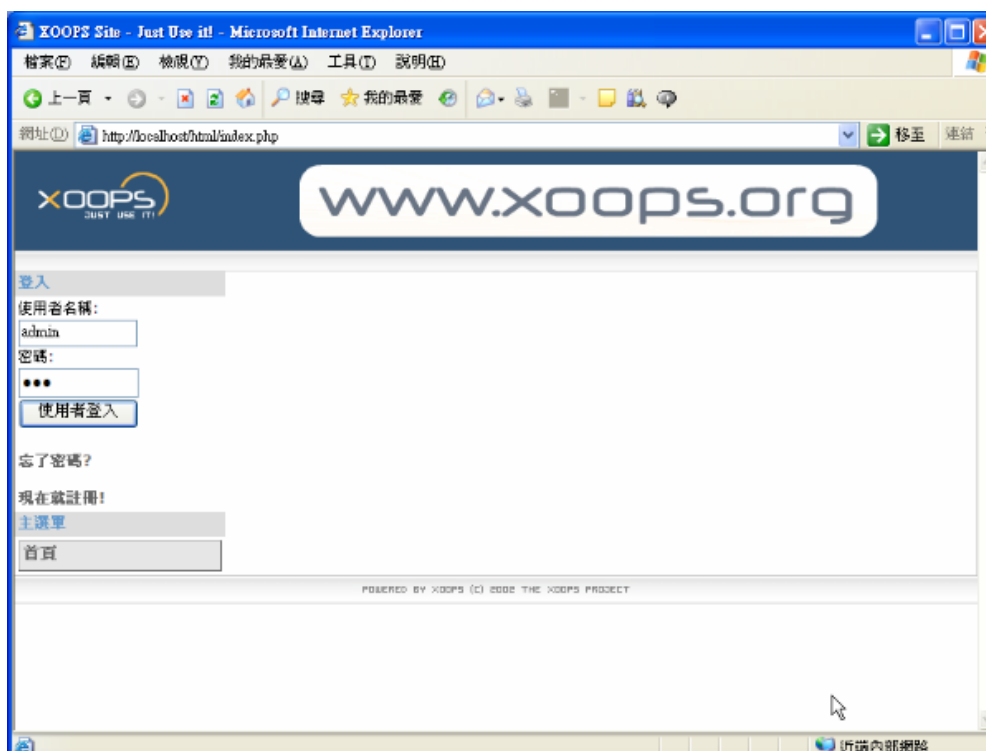 XOOPS Site - Just Use it! - Microsoft Internet Explorer
檔案(F) 編輯(E) 檢視(V) 我的最愛(A) 工具(T) 說明(H)
上一頁 搜尋 我的最愛
網址(D) http://localhost/html/index.php 移至 連結
XOOPS
JUST USE IT!
www.xoops.org
登入
使用者名稱:
admin
密碼:
使用者登入
忘了密碼?
現在就註冊!
主選單
首頁
POWERED BY XOOPS (C) 2002 THE XOOPS PROJECT
近端內部網路